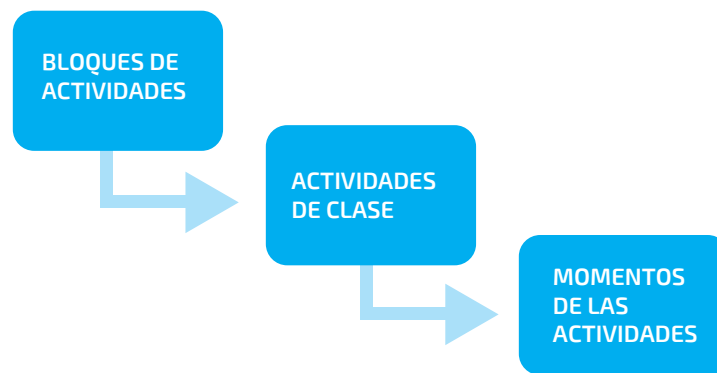 BLOQUES DE
ACTIVIDADES
ACTIVIDADES
DE CLASE
MOMENTOS
DE LAS
ACTIVIDADES